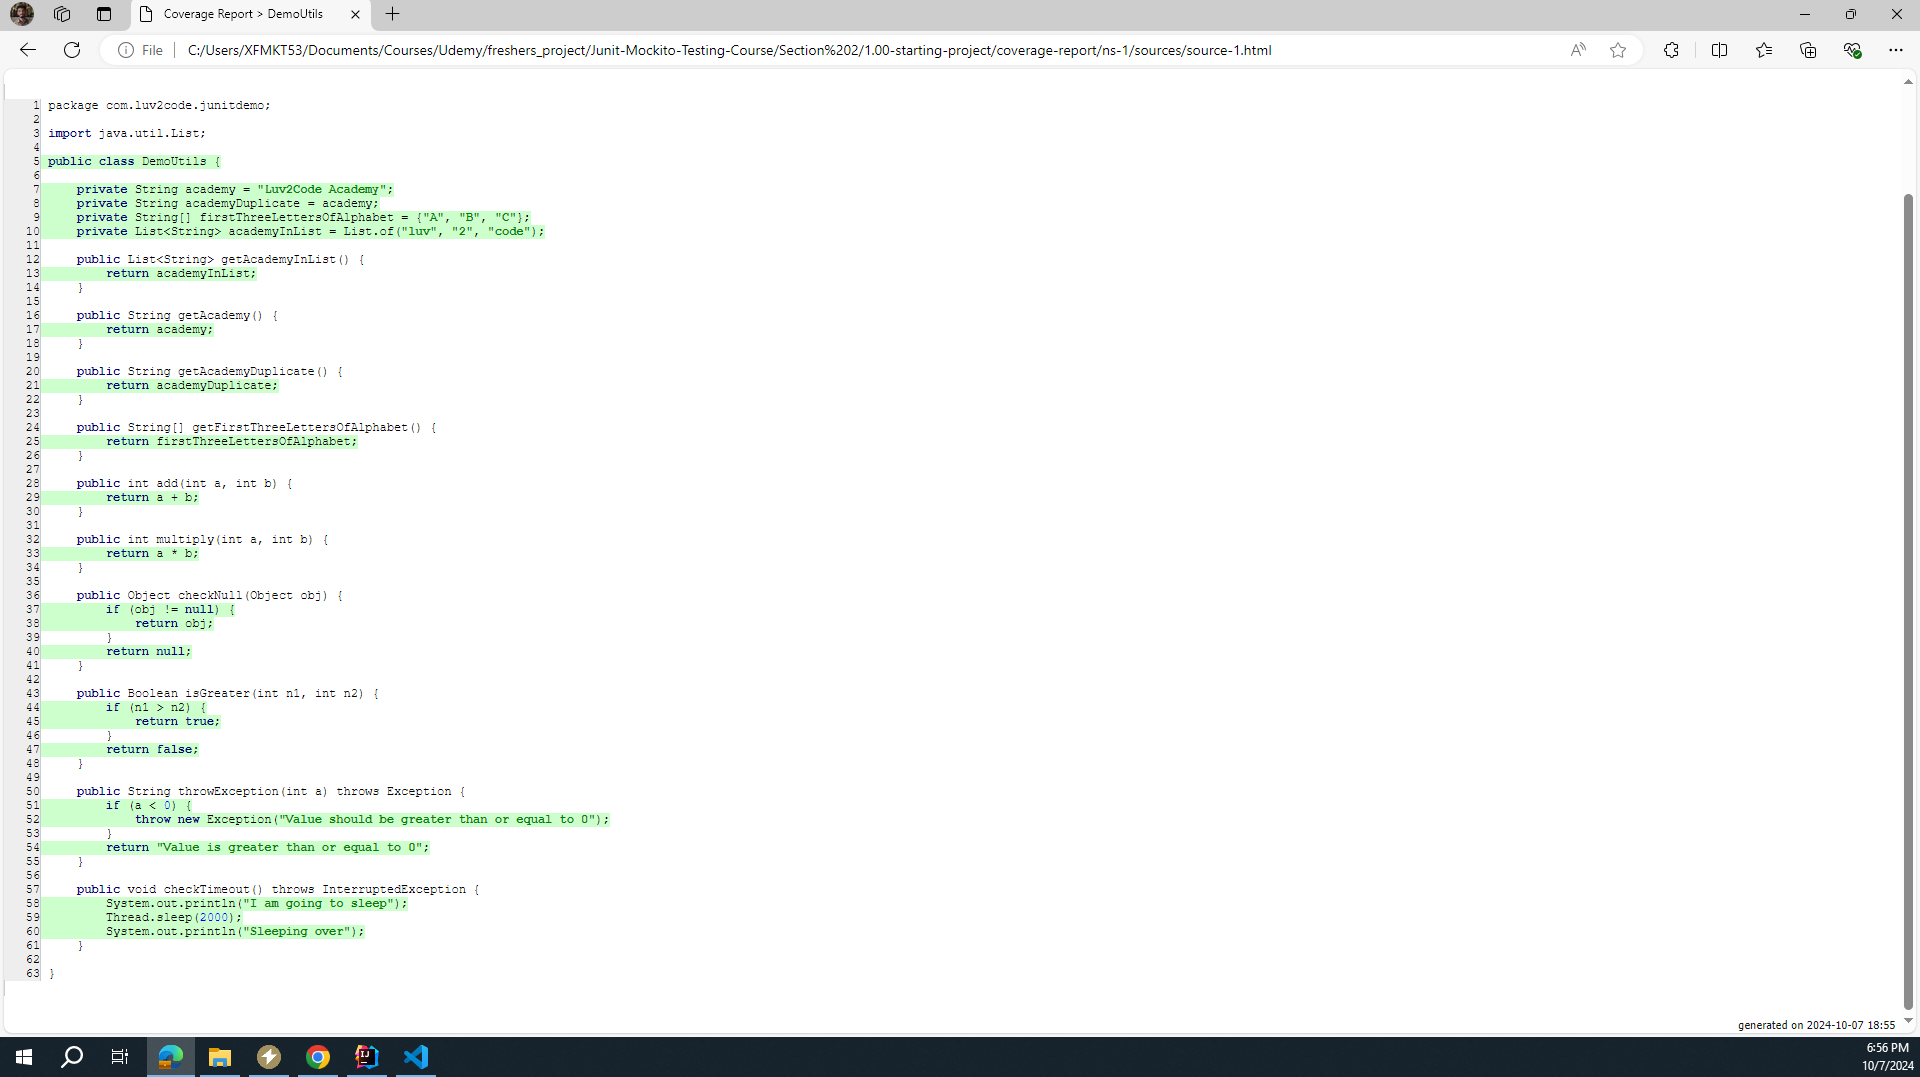 Coverage Report > DemoUtils
File
C:/Users/XFMKT53/Documents/Courses/Udemy/freshers_project/Junit-Mockito-Testing-Course/Section%202/1.00-starting-project/coverage-report/ns-1/sources/source-1.html
1 package com.luv2code.junitdemo;
2
3 import java.util.List;
4
5 public class DemoUtils {
6
7     private String academy = "Luv2Code Academy";
8     private String academyDuplicate = academy;
9     private String[] firstThreeLettersOfAlphabet = {"A", "B", "C"};
10     private List<String> academyInList = List.of("luv", "2", "code");
11
12     public List<String> getAcademyInList() {
13         return academyInList;
14     }
15
16     public String getAcademy() {
17         return academy;
18     }
19
20     public String getAcademyDuplicate() {
21         return academyDuplicate;
22     }
23
24     public String[] getFirstThreeLettersOfAlphabet() {
25         return firstThreeLettersOfAlphabet;
26     }
27
28     public int add(int a, int b) {
29         return a + b;
30     }
31
32     public int multiply(int a, int b) {
33         return a * b;
34     }
35
36     public Object checkNull(Object obj) {
37         if (obj != null) {
38             return obj;
39         }
40         return null;
41     }
42
43     public Boolean isGreater(int n1, int n2) {
44         if (n1 > n2) {
45             return true;
46         }
47         return false;
48     }
49
50     public String throwException(int a) throws Exception {
51         if (a < 0) {
52             throw new Exception("Value should be greater than or equal to 0");
53         }
54         return "Value is greater than or equal to 0";
55     }
56
57     public void checkTimeout() throws InterruptedException {
58         System.out.println("I am going to sleep");
59         Thread.sleep(2000);
60         System.out.println("Sleeping over");
61     }
62
63 }
generated on 2024-10-07 18:55
6:56 PM
10/7/2024